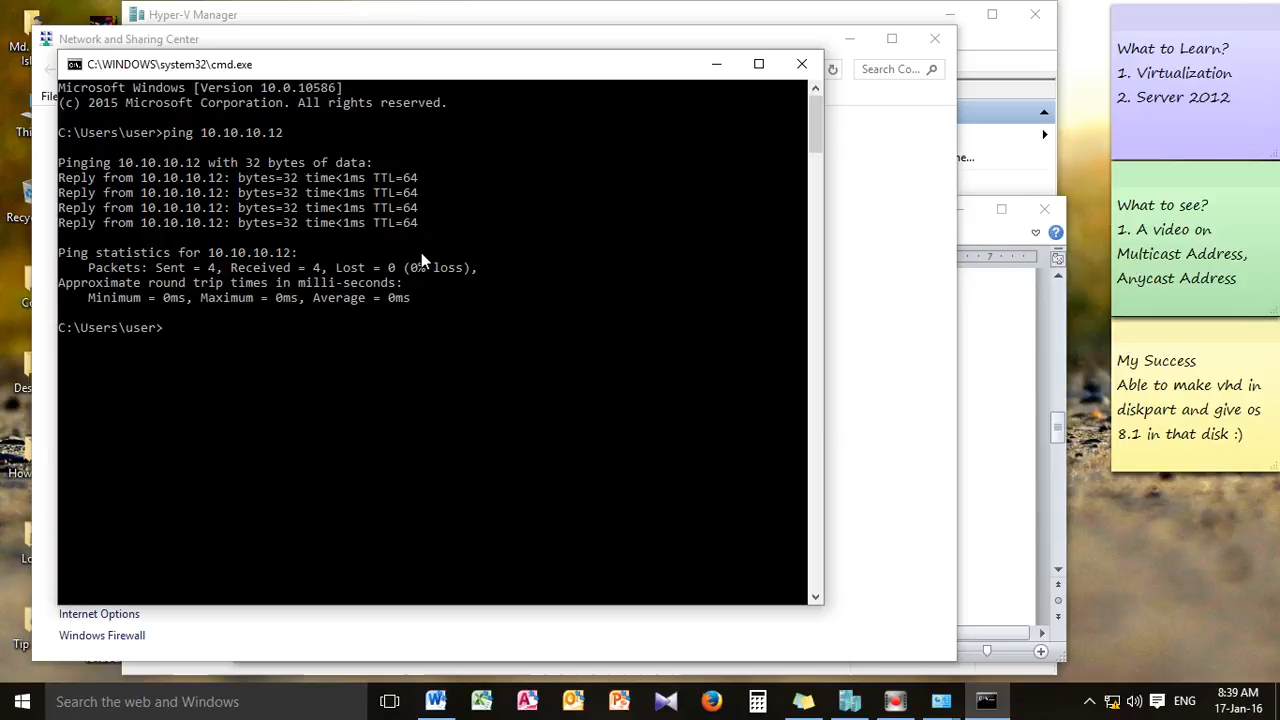 Hyper-V Manager
Network and Sharing Center
C:\WINDOWS\system32\cmd.exe
Search Co...
Microsoft Windows [Version 10.0.10586]
(c) 2015 Microsoft Corporation. All rights reserved.
C:\Users\user>ping 10.10.10.12
Pinging 10.10.10.12 with 32 bytes of data:
Reply from 10.10.10.12: bytes=32 time<1ms TTL=64
Reply from 10.10.10.12: bytes=32 time<1ms TTL=64
Reply from 10.10.10.12: bytes=32 time<1ms TTL=64
Reply from 10.10.10.12: bytes=32 time<1ms TTL=64
Ping statistics for 10.10.10.12:
Packets: Sent = 4, Received = 4, Lost = 0 (0% loss),
Approximate round trip times in milli-seconds:
Minimum = 0ms, Maximum = 0ms, Average = 0ms
C:\Users\user>
Internet Options
Windows Firewall
What to Learn?
1. Virtualization
2. Server 2012
What to see?
1. A video on
Multicast Address,
Anycast Address
My Success
Able to make vhd in
diskpart and give os
8.1 in that disk :)
Md.
7
Tip
Search the web and Windows
ENG
8:39 AM
17-Jan-16